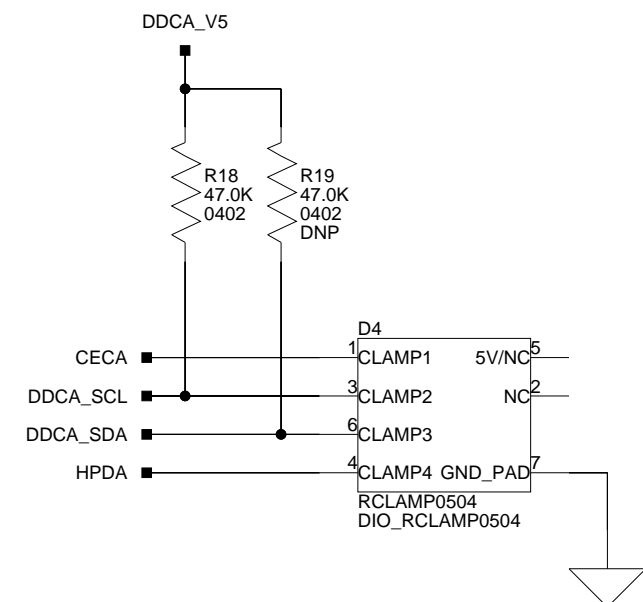 DDCA_V5
R18
47.0K
0402
R19
47.0K
0402
DNP
D4
CECA 1 CLAMP1 5V/NC 5
DDCA_SCL 3 CLAMP2 NC 2
DDCA_SDA 6 CLAMP3
HPDA 4 CLAMP4 GND_PAD 7
RCLAMP0504
DIO_RCLAMP0504